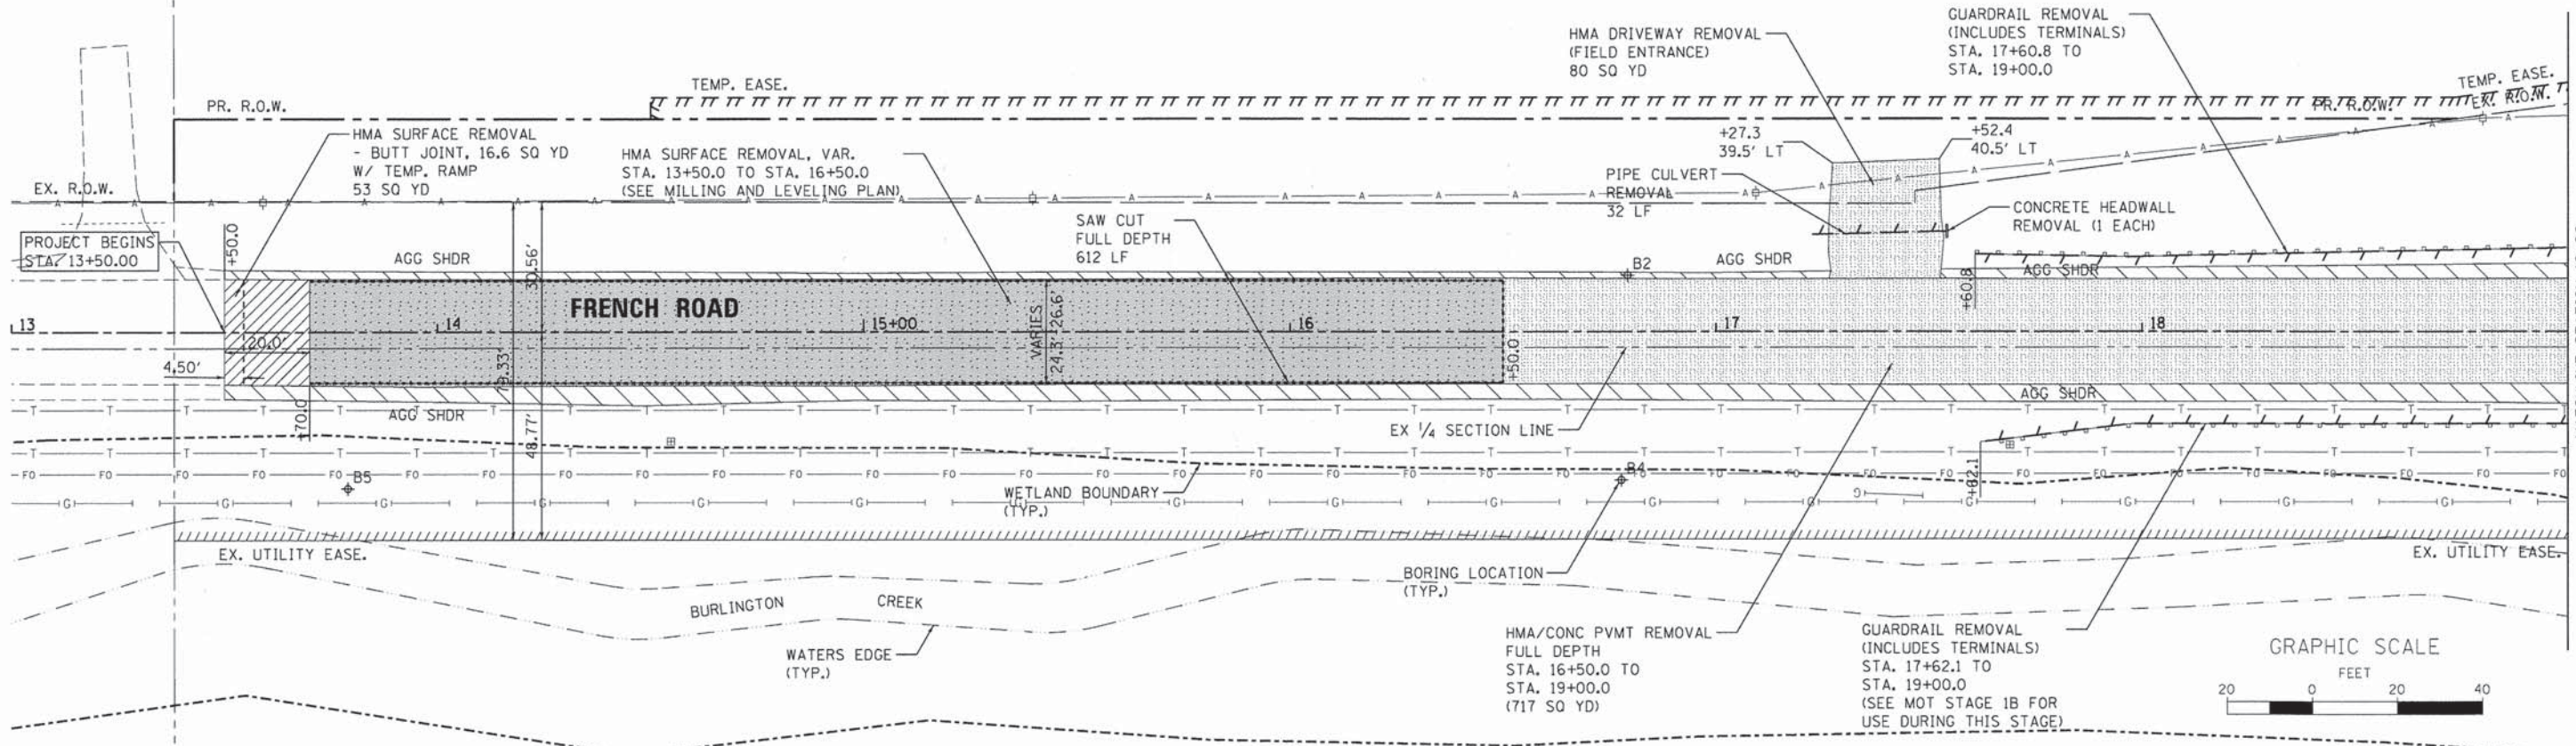 GUARDRAIL REMOVAL
(INCLUDES TERMINALS)
STA. 17+60.8 TO
STA. 19+00.0
HMA DRIVEWAY REMOVAL
(FIELD ENTRANCE)
80 SQ YD
TEMP. EASE.
TEMP. EASE.
PR. R.O.W.
PR. R.O.W.
EX. R.O.W.
HMA SURFACE REMOVAL
- BUTT JOINT, 16.6 SQ YD
W/ TEMP. RAMP
53 SQ YD
HMA SURFACE REMOVAL, VAR.
STA. 13+50.0 TO STA. 16+50.0
(SEE MILLING AND LEVELING PLAN)
+27.3
39.5' LT
+52.4
40.5' LT
PIPE CULVERT
REMOVAL
32 LF
EX. R.O.W.
SAW CUT
FULL DEPTH
612 LF
CONCRETE HEADWALL
REMOVAL (1 EACH)
PROJECT BEGINS
STA. 13+50.00
+50.0
AGG SHDR
30.56'
B2
AGG SHDR
AGG SHDR
+60.8
FRENCH ROAD
13
14
15+00
16
17
18
VARIES
24.3'-26.6'
20.0'
4.50'
79.33'
+50.0
+70.0
AGG SHDR
AGG SHDR
48.77'
EX 1/4 SECTION LINE
B5
B4
+62.1
WETLAND BOUNDARY
(TYP.)
EX. UTILITY EASE.
EX. UTILITY EASE.
BORING LOCATION
(TYP.)
BURLINGTON CREEK
WATERS EDGE
(TYP.)
HMA/CONC PVMT REMOVAL
FULL DEPTH
STA. 16+50.0 TO
STA. 19+00.0
(717 SQ YD)
GUARDRAIL REMOVAL
(INCLUDES TERMINALS)
STA. 17+62.1 TO
STA. 19+00.0
(SEE MOT STAGE 1B FOR
USE DURING THIS STAGE)
GRAPHIC SCALE
FEET
20 0 20 40